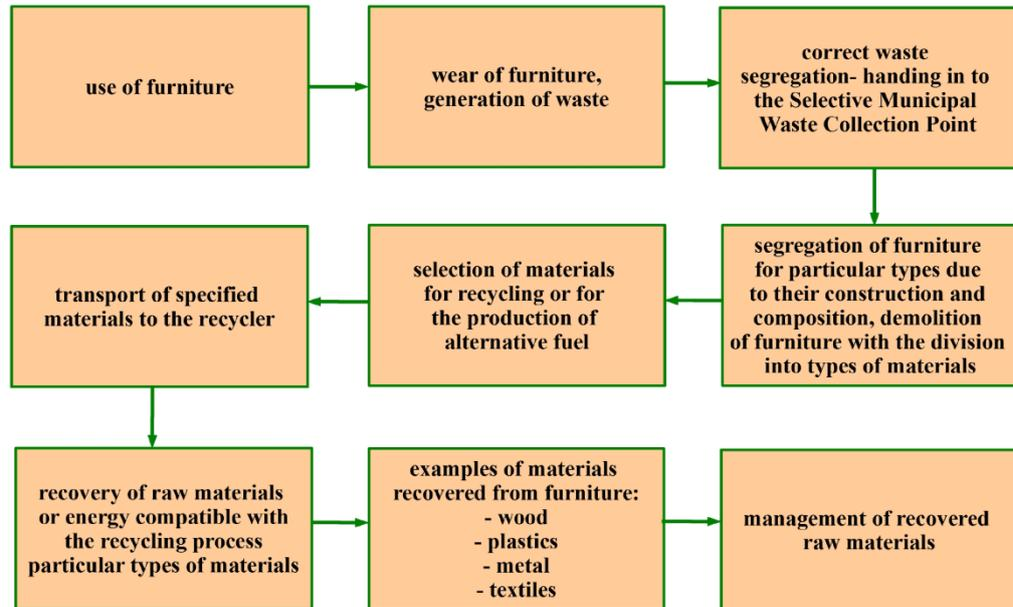 use of furniture
wear of furniture,
generation of waste
correct waste
segregation- handing in to
the Selective Municipal
Waste Collection Point
segregation of furniture
for particular types due
to their construction and
composition, demolition
of furniture with the division
into types of materials
selection of materials
for recycling or for
the production of
alternative fuel
transport of specified
materials to the recycler
recovery of raw materials
or energy compatible with
the recycling process
particular types of materials
examples of materials
recovered from furniture:
- wood
- plastics
- metal
- textiles
management of recovered
raw materials